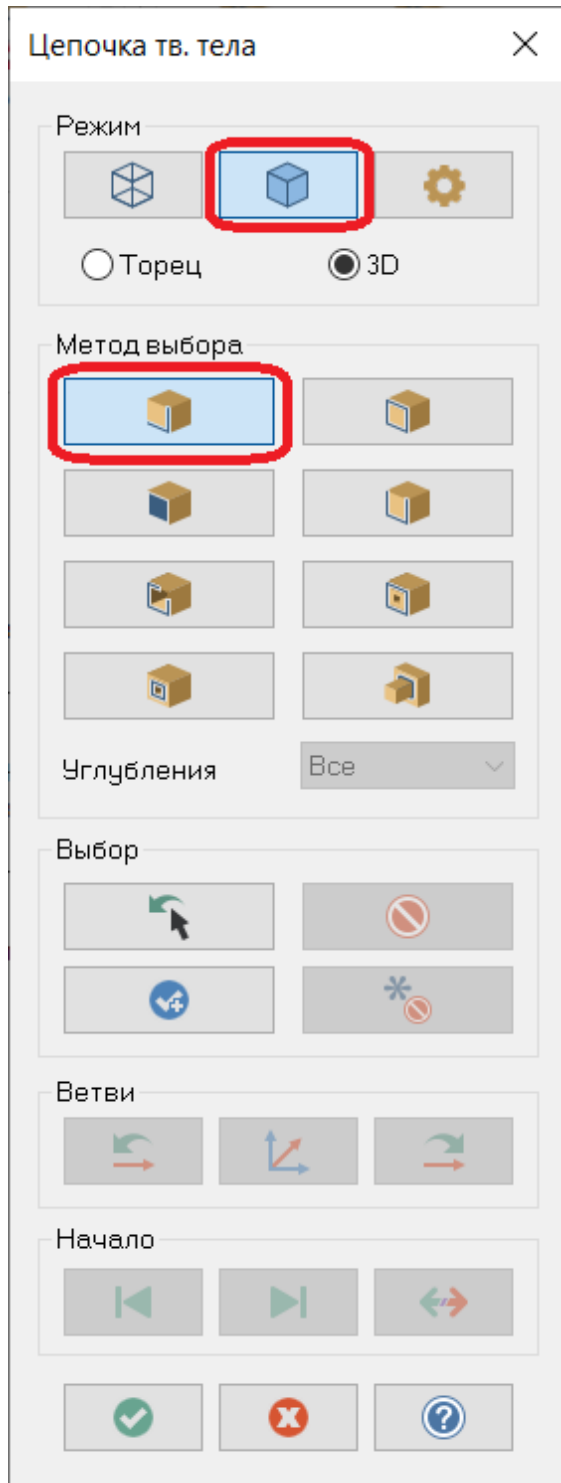 Цепочка тв. тела
Режим
Торец 3D
Метод выбора
Углубления Все
Выбор
Ветви
Начало